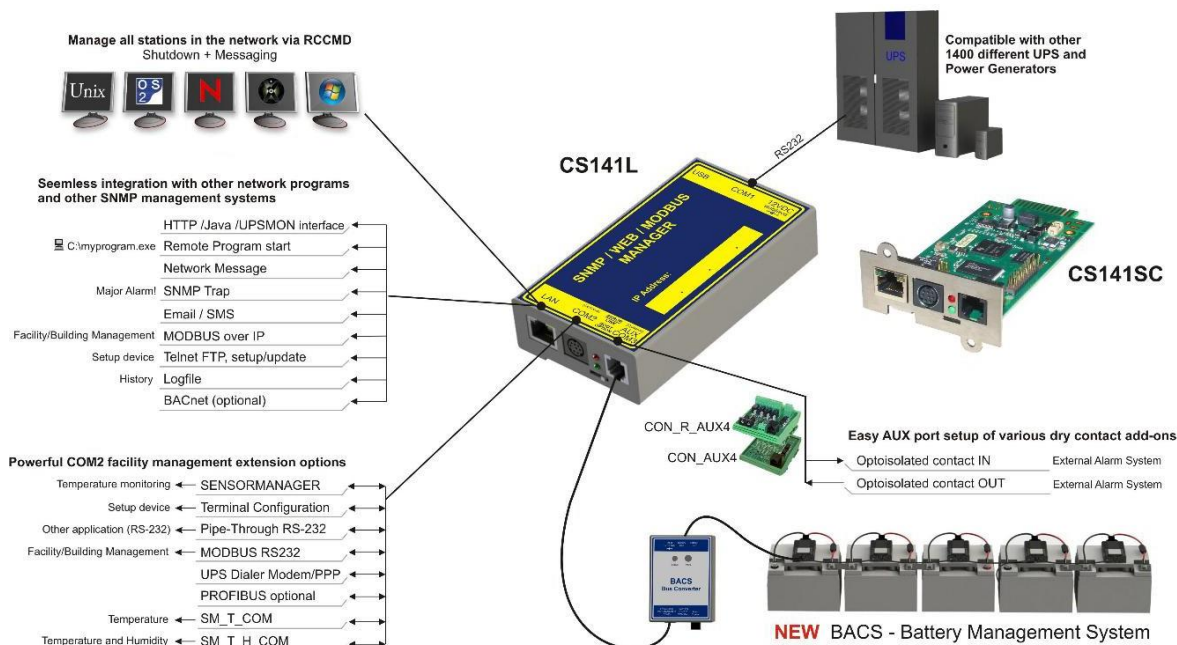 Manage all stations in the network via RCCMD
Shutdown + Messaging
Unix
OS
2
N
Seemless integration with other network programs
and other SNMP management systems
HTTP /Java /UPSMON interface
C:\myprogram.exe Remote Program start
Network Message
Major Alarm! SNMP Trap
Email / SMS
Facility/Building Management MODBUS over IP
Setup device Telnet FTP, setup/update
History Logfile
BACnet (optional)
Powerful COM2 facility management extension options
Temperature monitoring SENSORMANAGER
Setup device Terminal Configuration
Other application (RS-232) Pipe-Through RS-232
Facility/Building Management MODBUS RS232
UPS Dialer Modem/PPP
PROFIBUS optional
Temperature SM_T_COM
Temperature and Humidity SM_T_H_COM
CS141L
USB
COM1
12VDC
SNMP / WEB / MODBUS
MANAGER
IP Address:
LAN
COM2
AUX
COM3
RS232
UPS
Compatible with other
1400 different UPS and
Power Generators
CS141SC
CON_R_AUX4
CON_AUX4
Easy AUX port setup of various dry contact add-ons
Optoisolated contact IN External Alarm System
Optoisolated contact OUT External Alarm System
BACS
Bus Converter
NEW BACS - Battery Management System